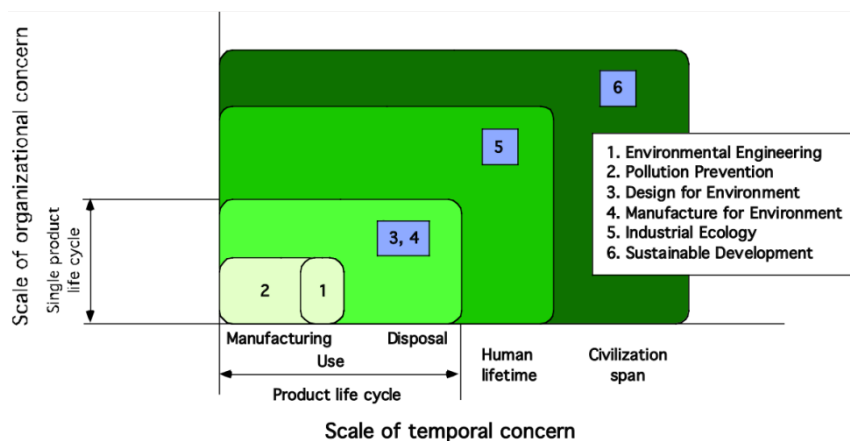 Scale of organizational concern
Single product
life cycle
6
5
3, 4
2
1
1. Environmental Engineering
2. Pollution Prevention
3. Design for Environment
4. Manufacture for Environment
5. Industrial Ecology
6. Sustainable Development
Manufacturing
Disposal
Use
Product life cycle
Human
lifetime
Civilization
span
Scale of temporal concern